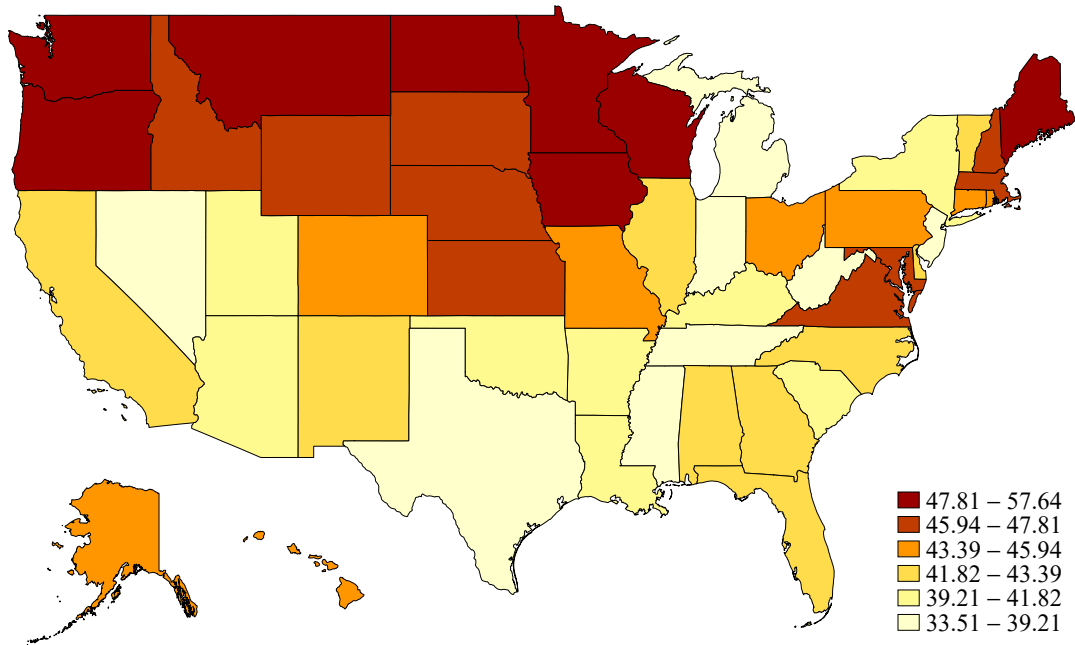 47.81 – 57.64
45.94 – 47.81
43.39 – 45.94
41.82 – 43.39
39.21 – 41.82
33.51 – 39.21